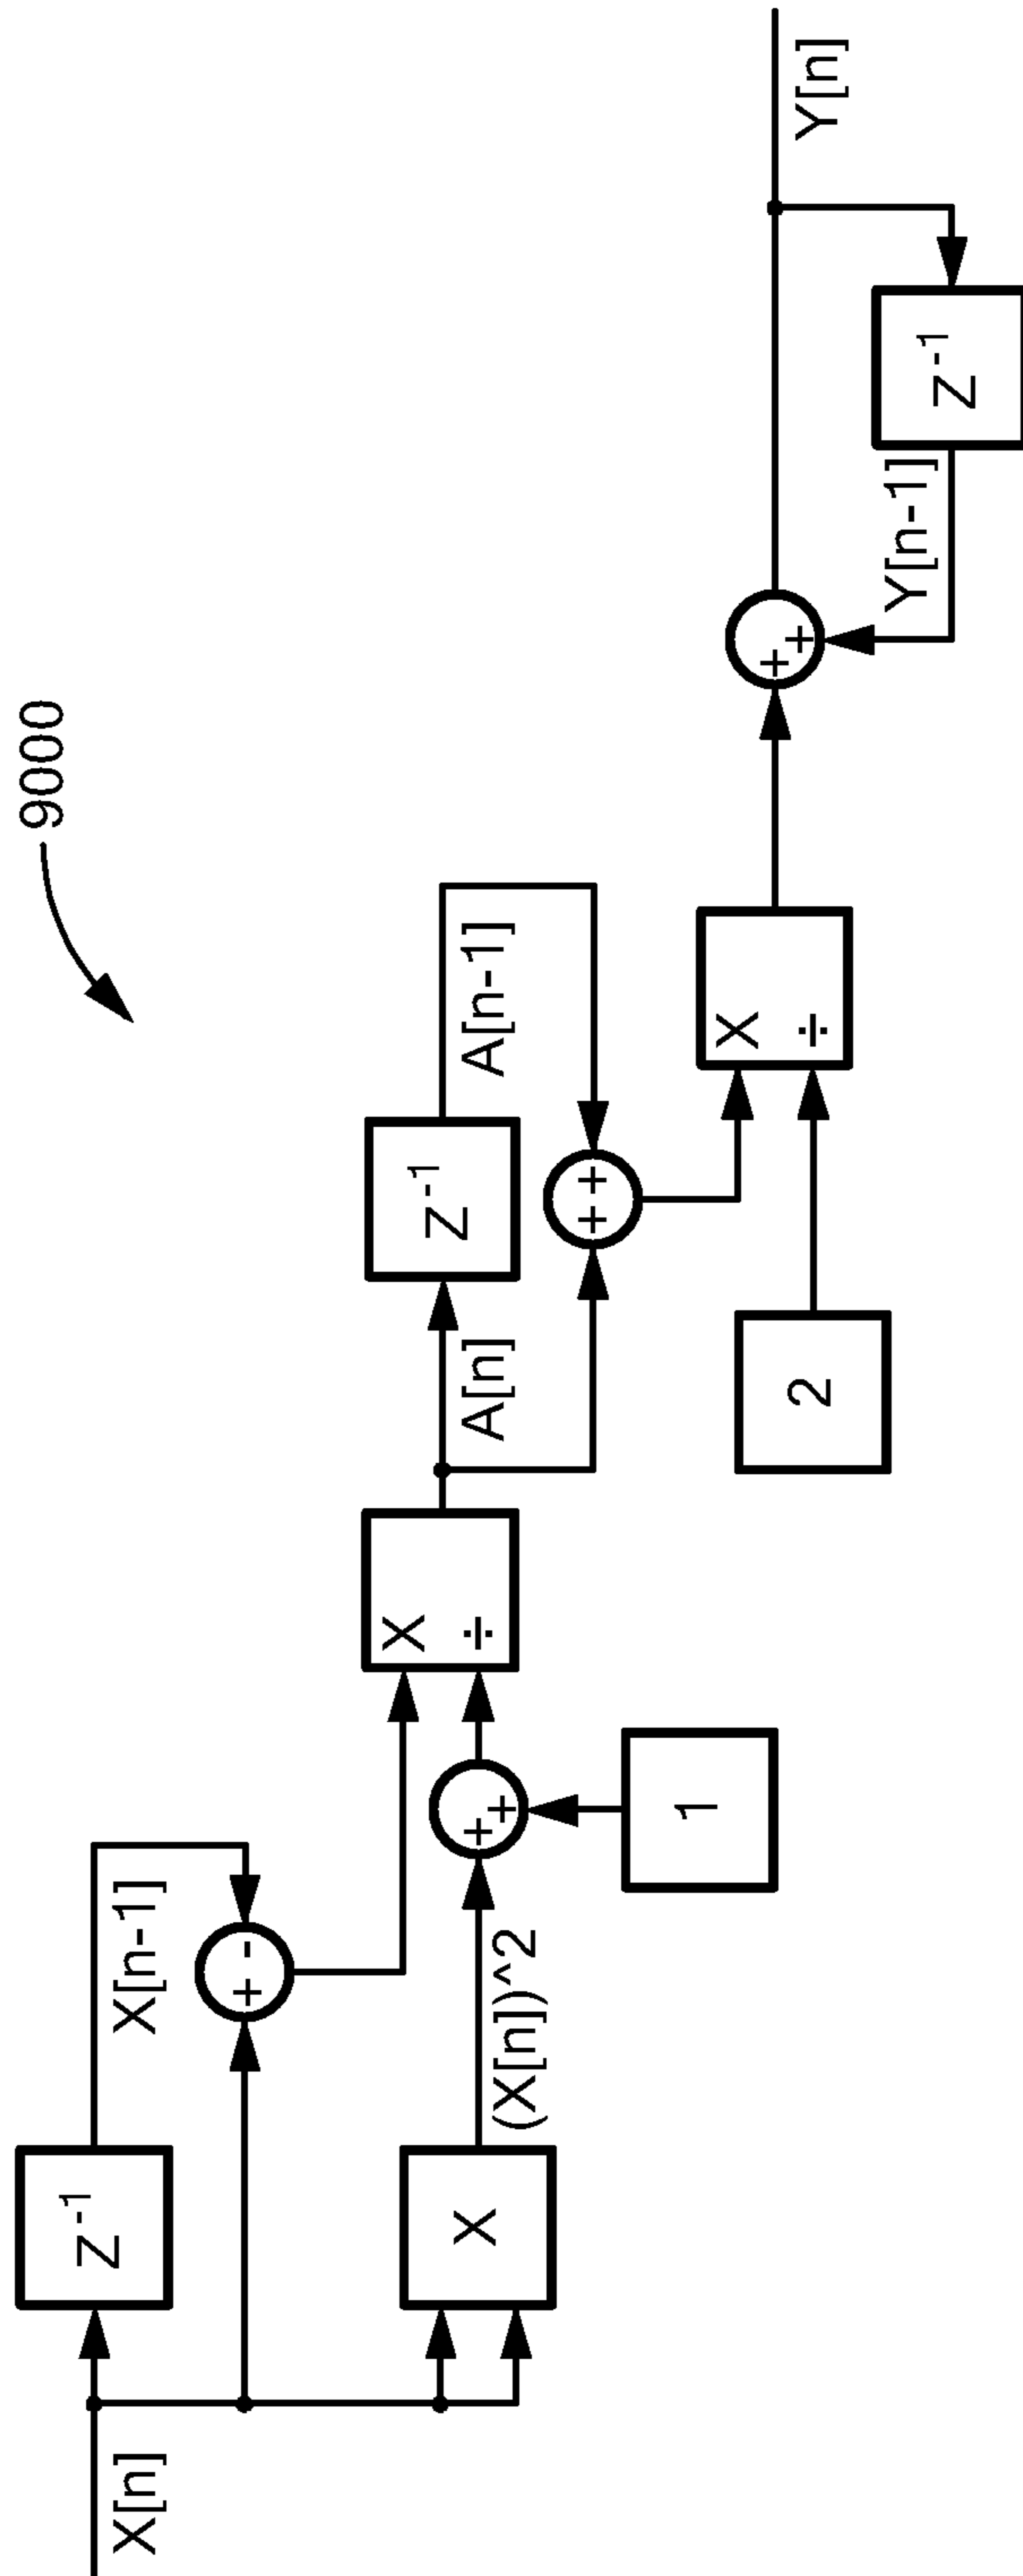 9000
X[n]
Z⁻¹
X[n-1]
+
-
X
(X[n])^2
+
+
1
X
÷
A[n]
Z⁻¹
A[n-1]
+
+
2
X
÷
+
+
Y[n-1]
Z⁻¹
Y[n]